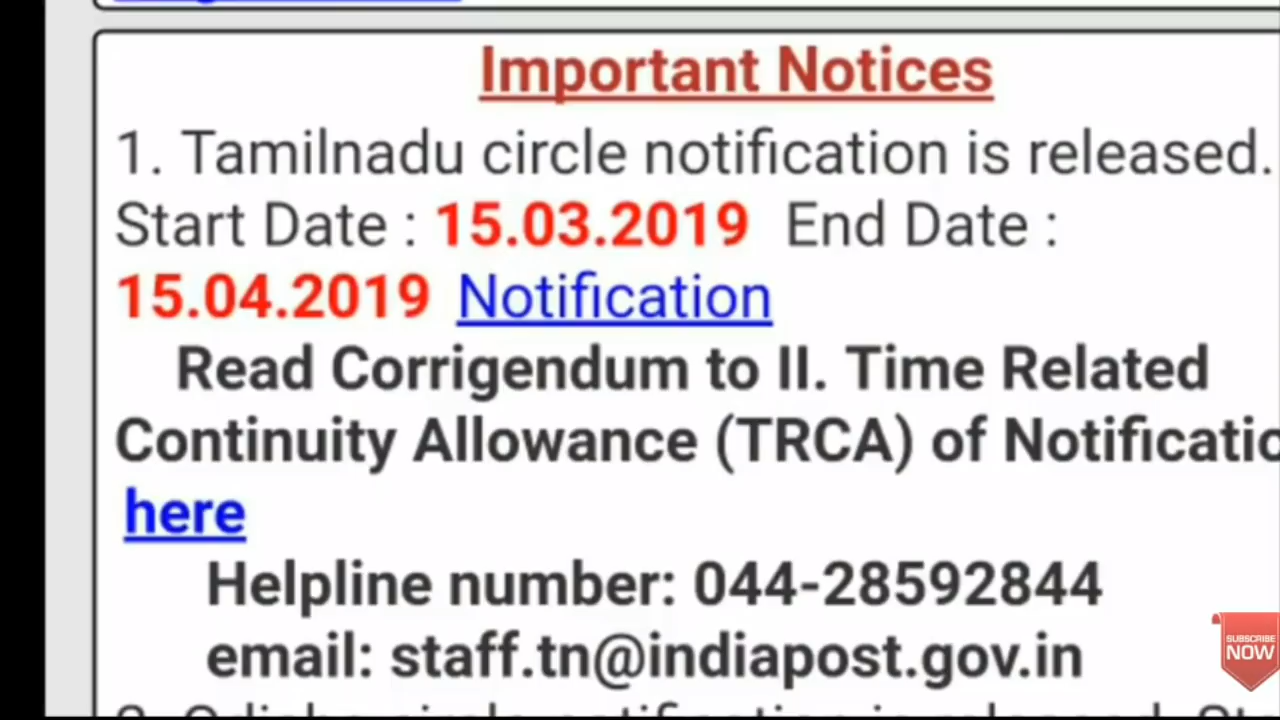 Important Notices
1. Tamilnadu circle notification is released.
Start Date : 15.03.2019 End Date :
15.04.2019 Notification
Read Corrigendum to II. Time Related
Continuity Allowance (TRCA) of Notificatio
here
Helpline number: 044-28592844
email: staff.tn@indiapost.gov.in
SUBSCRIBE
NOW